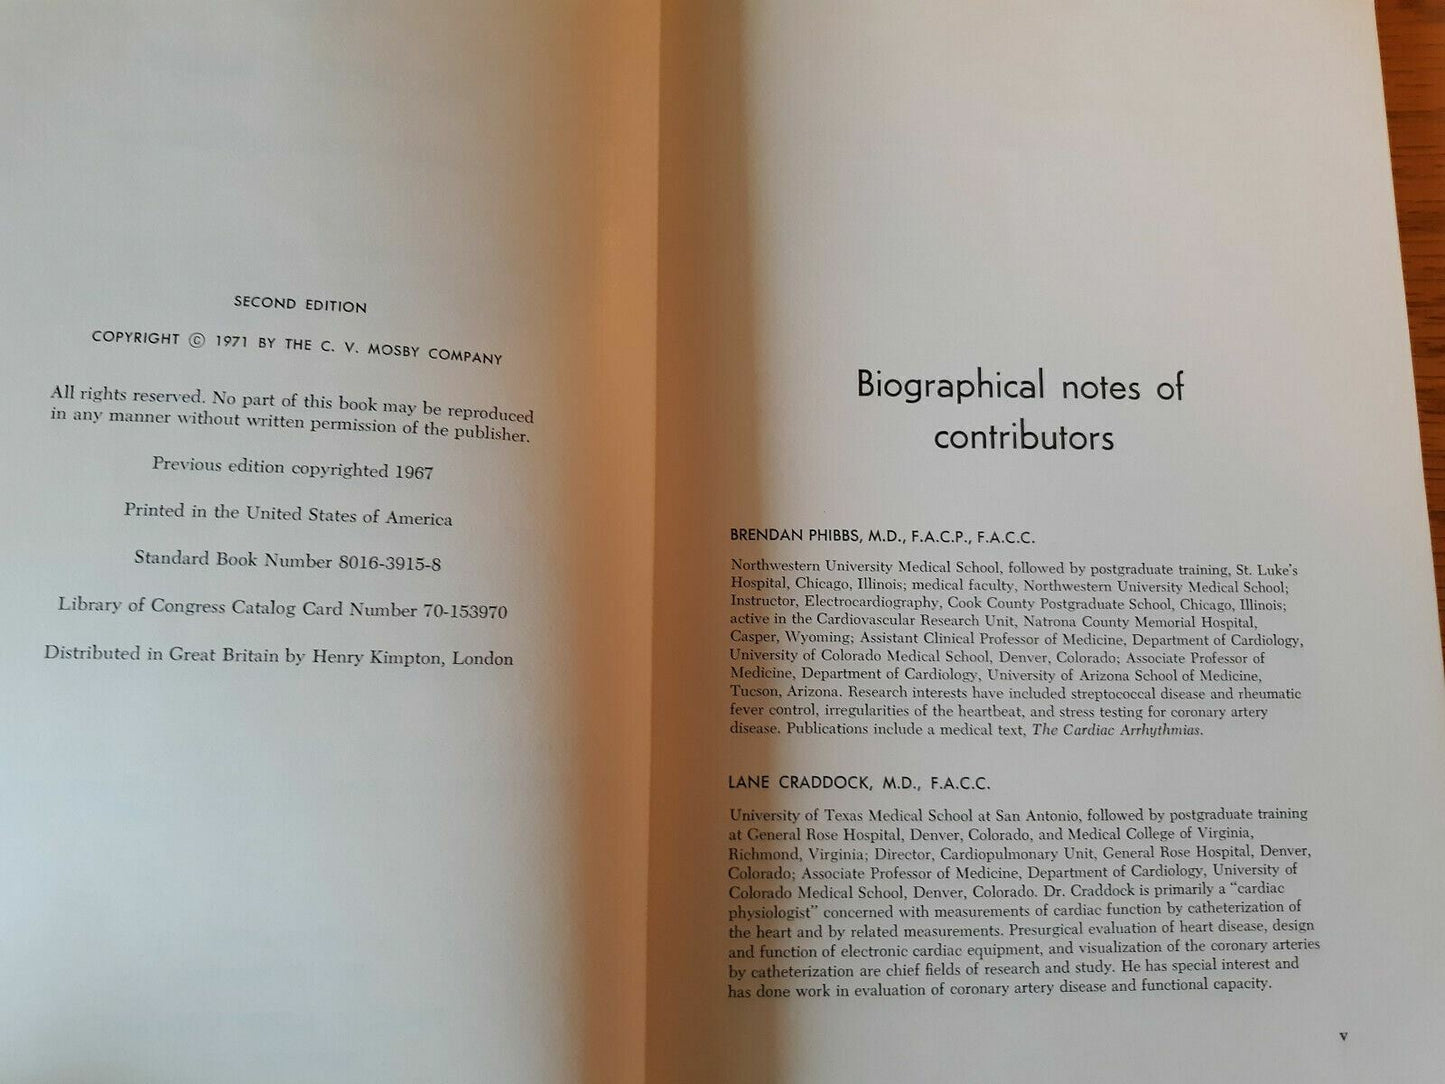 SECOND EDITION
COPYRIGHT © 1971 BY THE C. V. MOSBY COMPANY
All rights reserved. No part of this book may be reproduced
in any manner without written permission of the publisher.
Previous edition copyrighted 1967
Printed in the United States of America
Standard Book Number 8016-3915-8
Library of Congress Catalog Card Number 70-153970
Distributed in Great Britain by Henry Kimpton, London
Biographical notes of
contributors
BRENDAN PHIBBS, M.D., F.A.C.P., F.A.C.C.
Northwestern University Medical School, followed by postgraduate training, St. Luke's
Hospital, Chicago, Illinois; medical faculty, Northwestern University Medical School;
Instructor, Electrocardiography, Cook County Postgraduate School, Chicago, Illinois;
active in the Cardiovascular Research Unit, Natrona County Memorial Hospital,
Casper, Wyoming; Assistant Clinical Professor of Medicine, Department of Cardiology,
University of Colorado Medical School, Denver, Colorado; Associate Professor of
Medicine, Department of Cardiology, University of Arizona School of Medicine,
Tucson, Arizona. Research interests have included streptococcal disease and rheumatic
fever control, irregularities of the heartbeat, and stress testing for coronary artery
disease. Publications include a medical text, The Cardiac Arrhythmias.
LANE CRADDOCK, M.D., F.A.C.C.
University of Texas Medical School at San Antonio, followed by postgraduate training
at General Rose Hospital, Denver, Colorado, and Medical College of Virginia,
Richmond, Virginia; Director, Cardiopulmonary Unit, General Rose Hospital, Denver,
Colorado; Associate Professor of Medicine, Department of Cardiology, University of
Colorado Medical School, Denver, Colorado. Dr. Craddock is primarily a "cardiac
physiologist" concerned with measurements of cardiac function by catheterization of
the heart and by related measurements. Presurgical evaluation of heart disease, design
and function of electronic cardiac equipment, and visualization of the coronary arteries
by catheterization are chief fields of research and study. He has special interest and
has done work in evaluation of coronary artery disease and functional capacity.
v